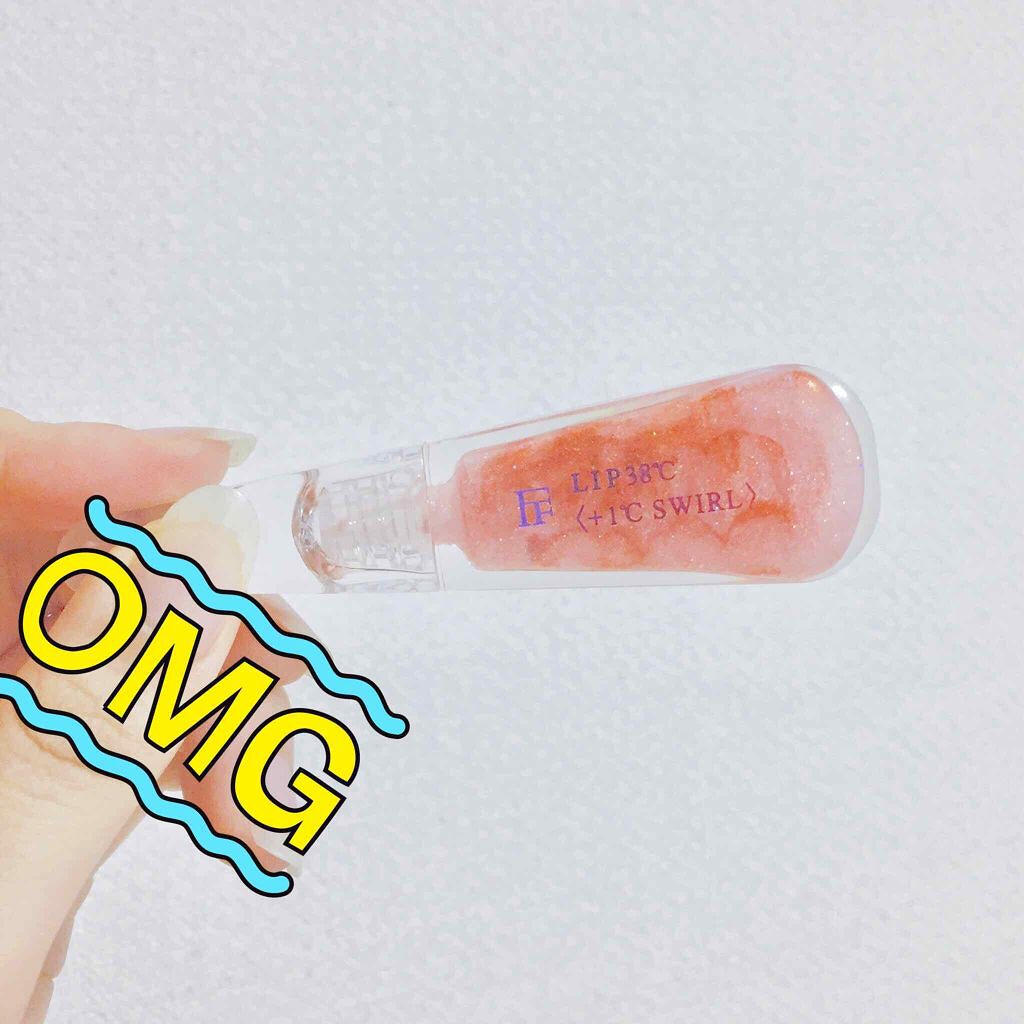 FF
LIP38℃
〈+1℃ SWIRL〉
OMG